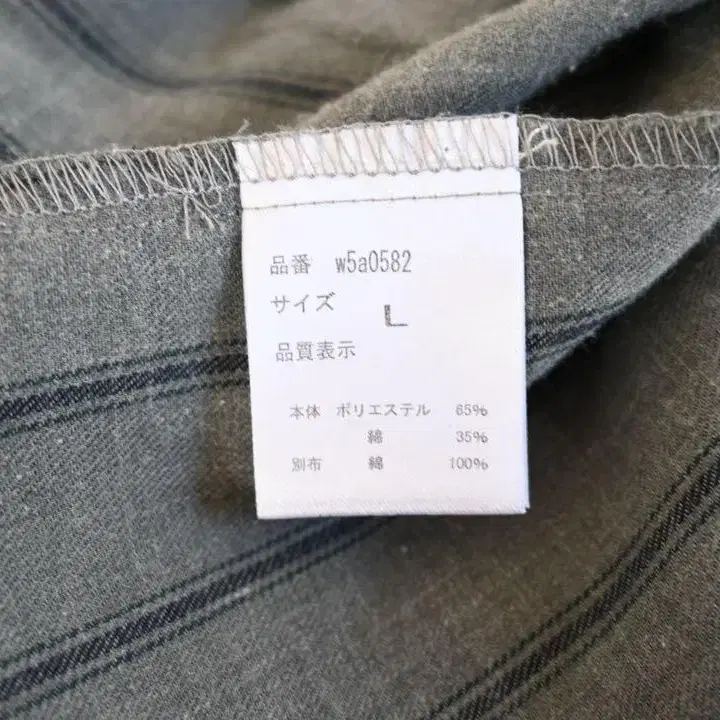 品番 w5a0582
サイズ L
品質表示
本体 ポリエステル 65%
綿 35%
別布 綿 100%